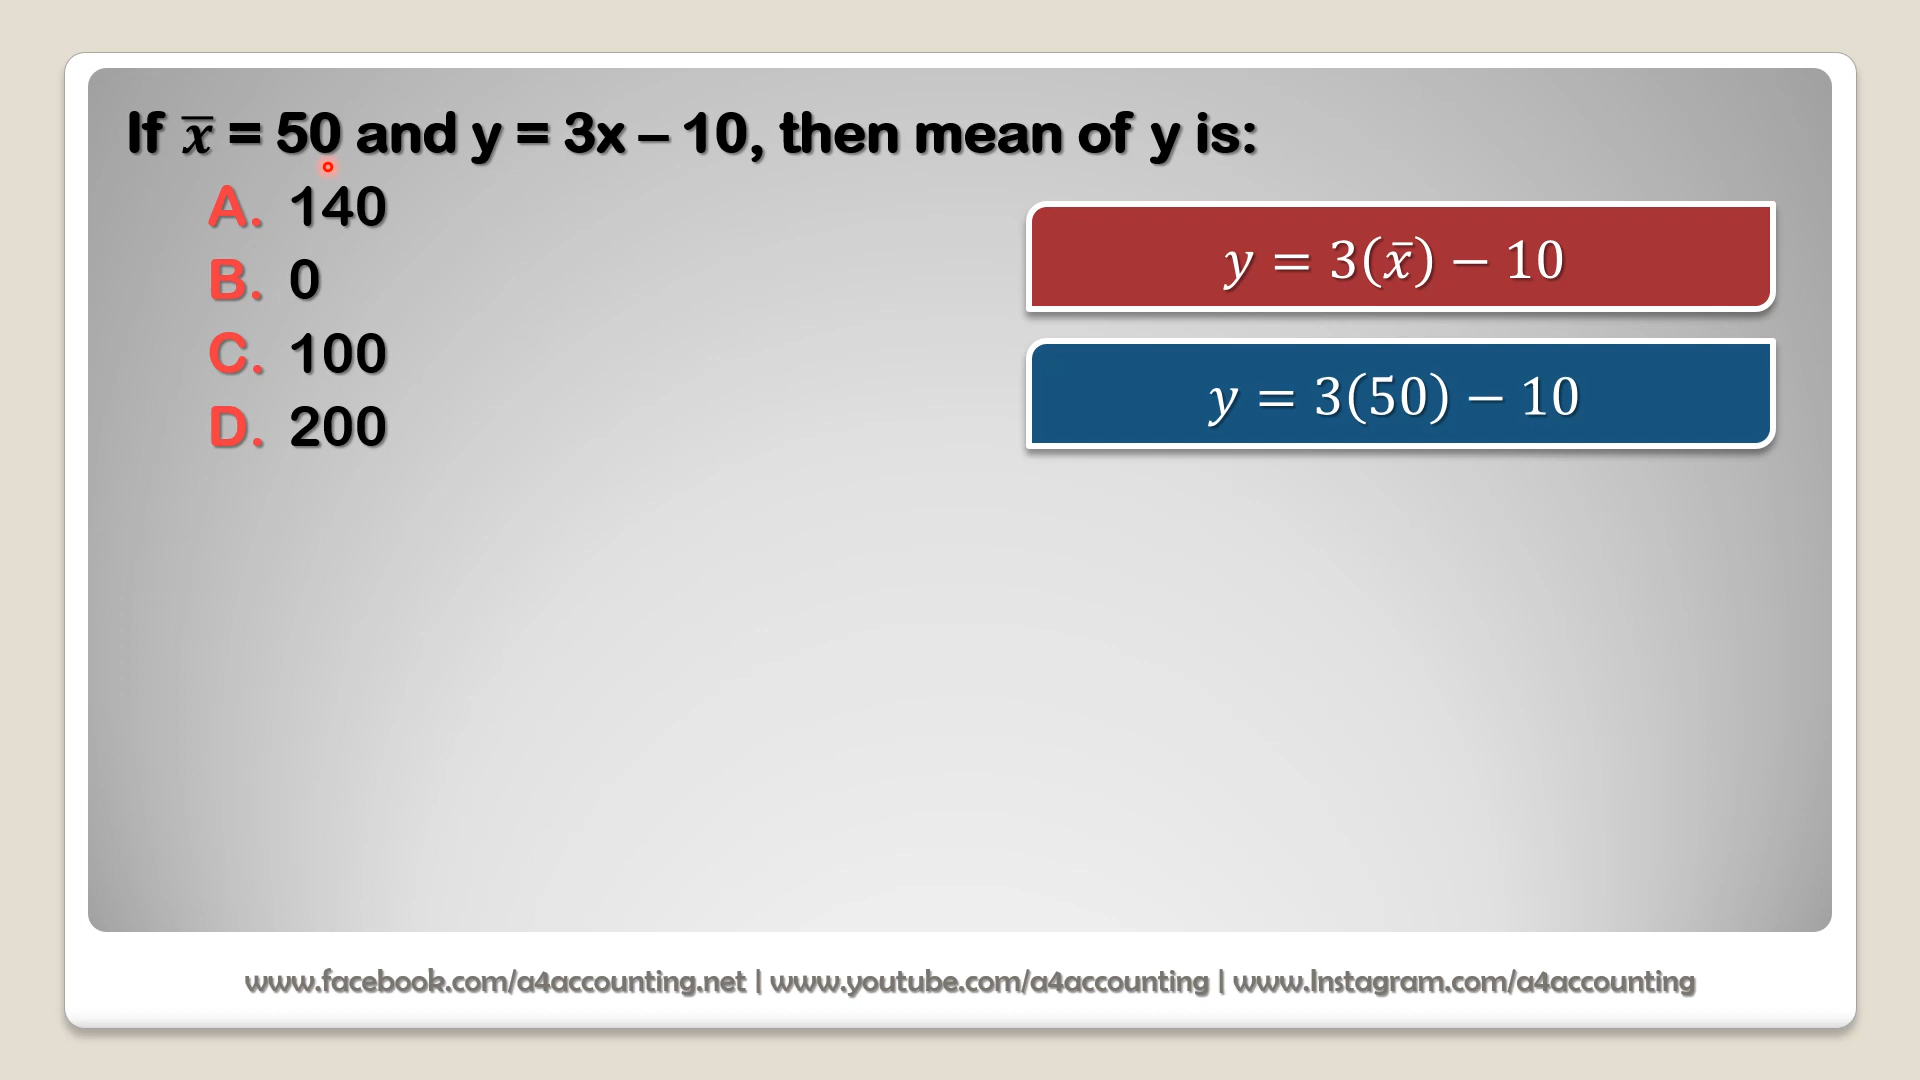 If x̅ = 50 and y = 3x – 10, then mean of y is:
A. 140
B. 0
C. 100
D. 200
y = 3(x̅) − 10
y = 3(50) − 10
www.facebook.com/a4accounting.net | www.youtube.com/a4accounting | www.Instagram.com/a4accounting